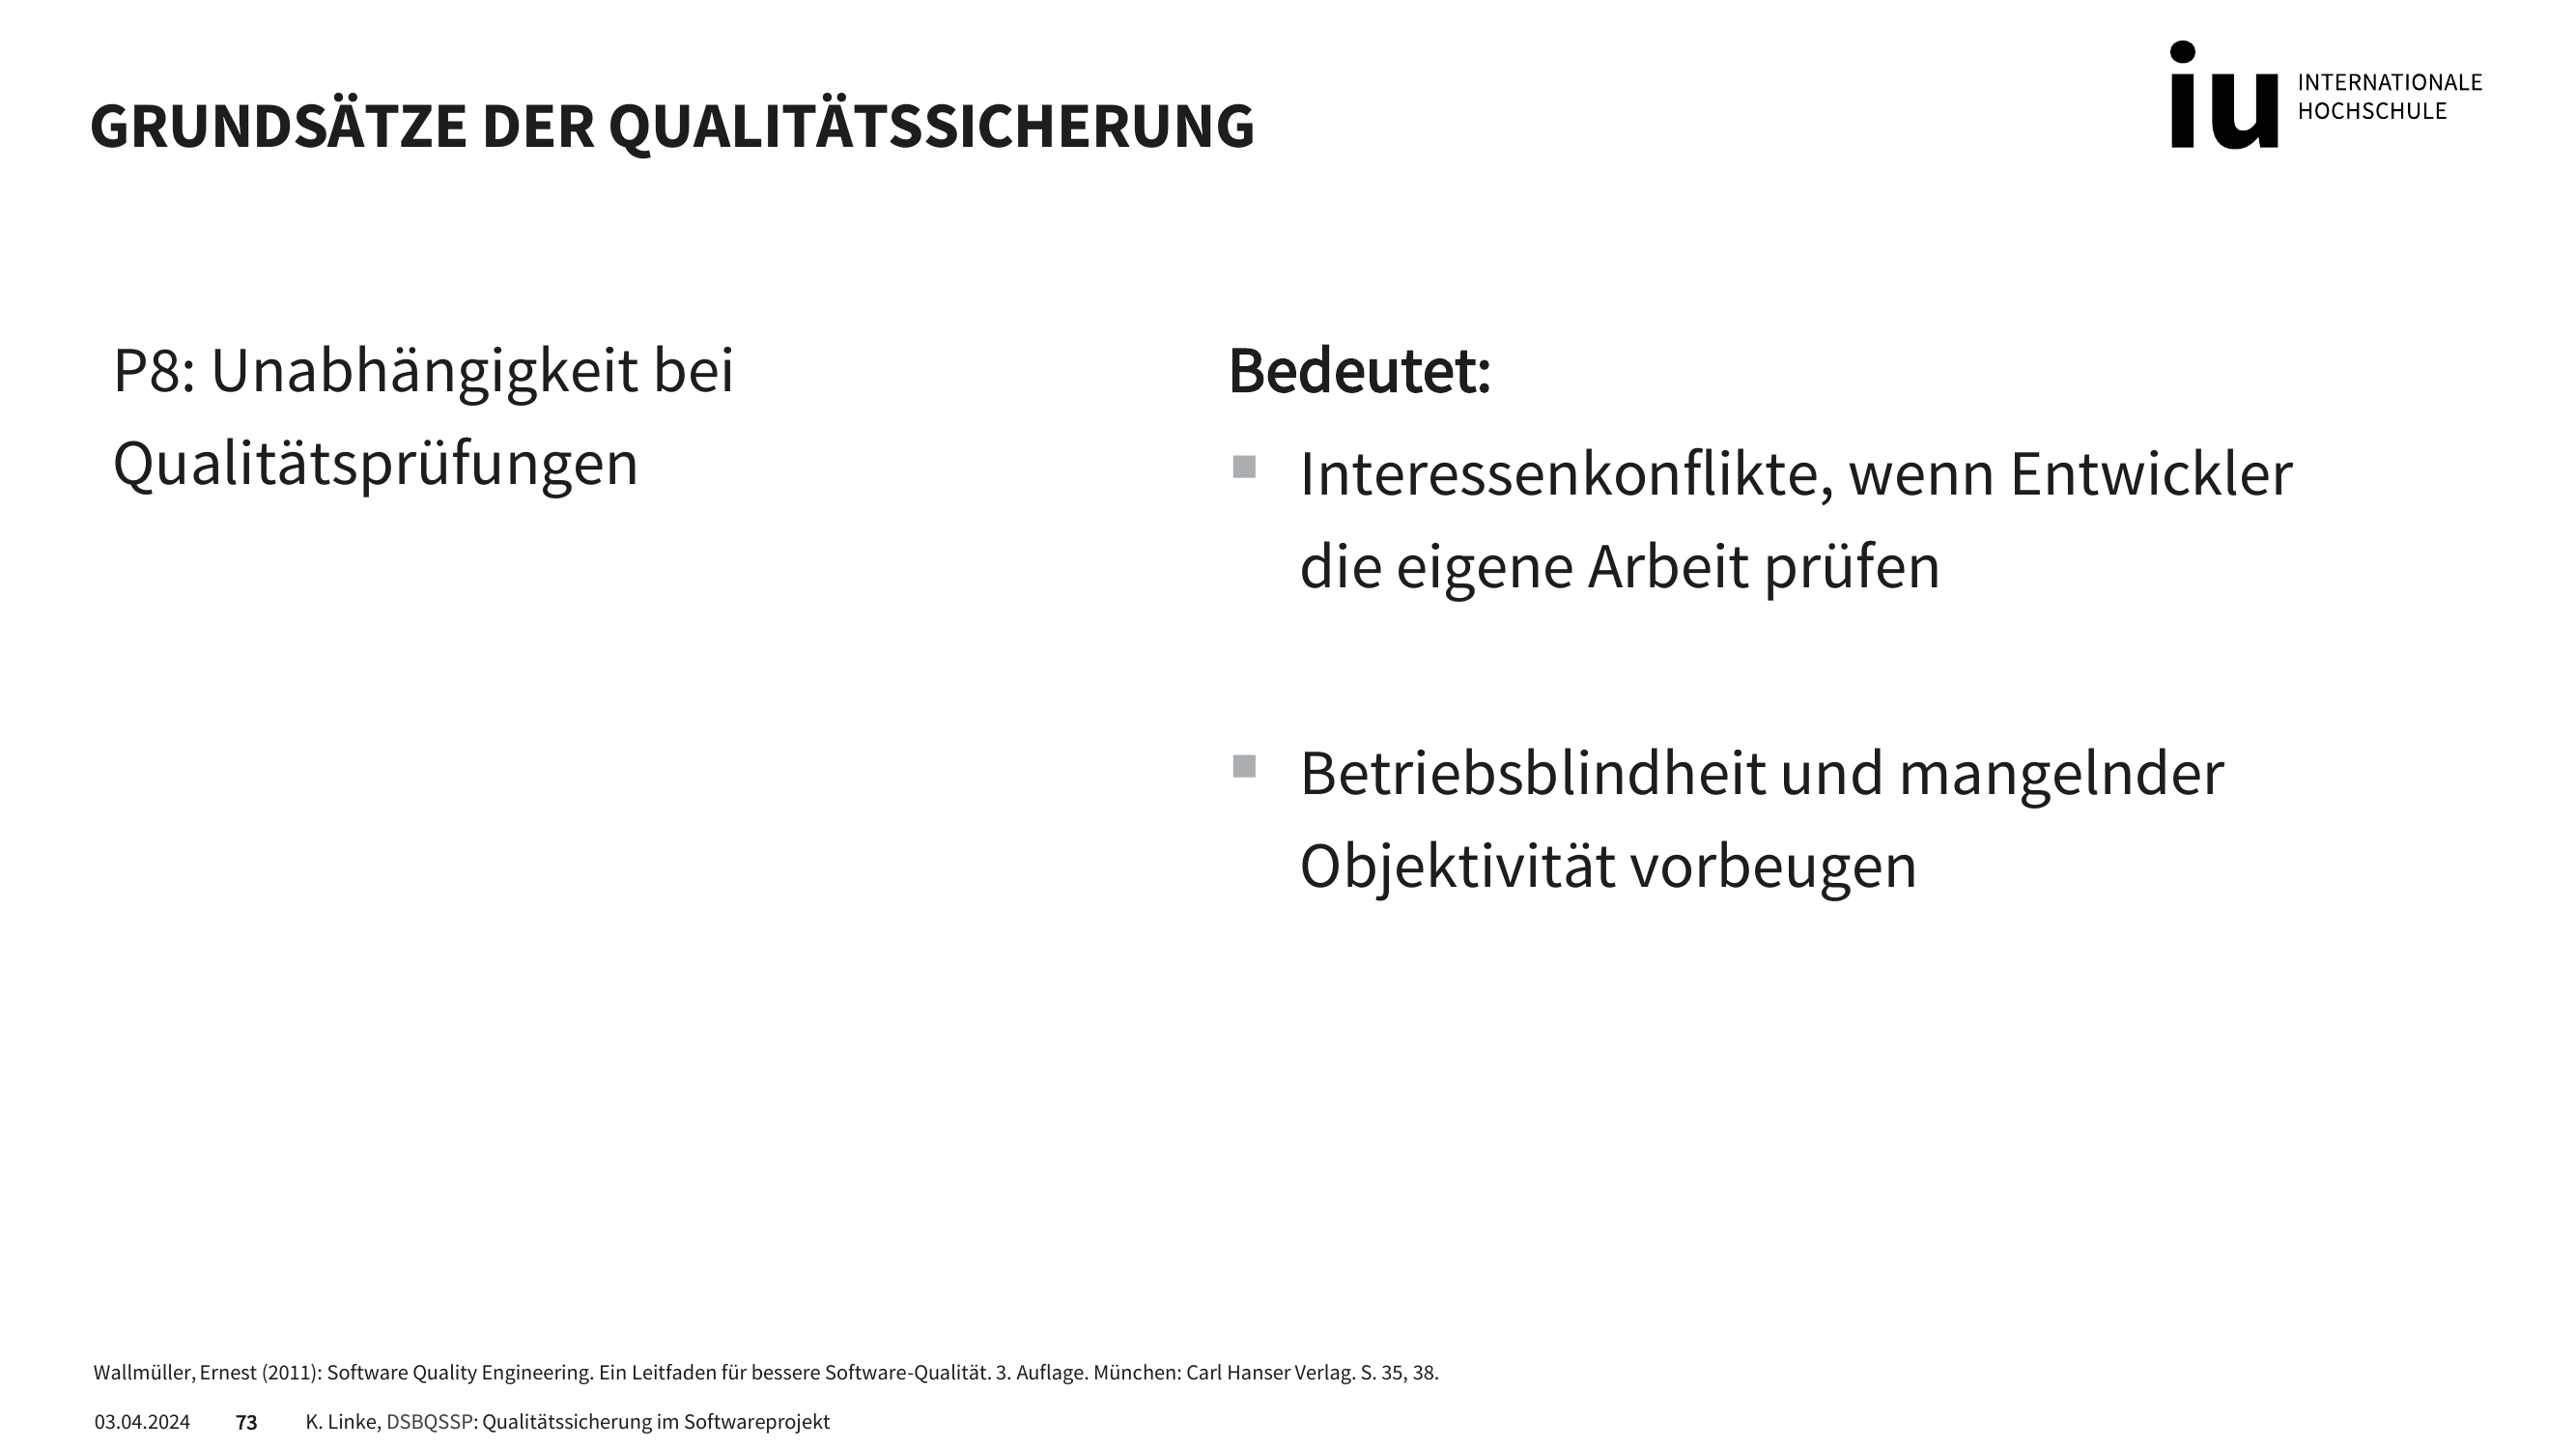 GRUNDSÄTZE DER QUALITÄTSSICHERUNG
iu INTERNATIONALE
HOCHSCHULE
P8: Unabhängigkeit bei
Qualitätsprüfungen
Bedeutet:
Interessenkonflikte, wenn Entwickler
die eigene Arbeit prüfen
Betriebsblindheit und mangelnder
Objektivität vorbeugen
Wallmüller, Ernest (2011): Software Quality Engineering. Ein Leitfaden für bessere Software-Qualität. 3. Auflage. München: Carl Hanser Verlag. S. 35, 38.
03.04.2024 73 K. Linke, DSBQSSP: Qualitätssicherung im Softwareprojekt